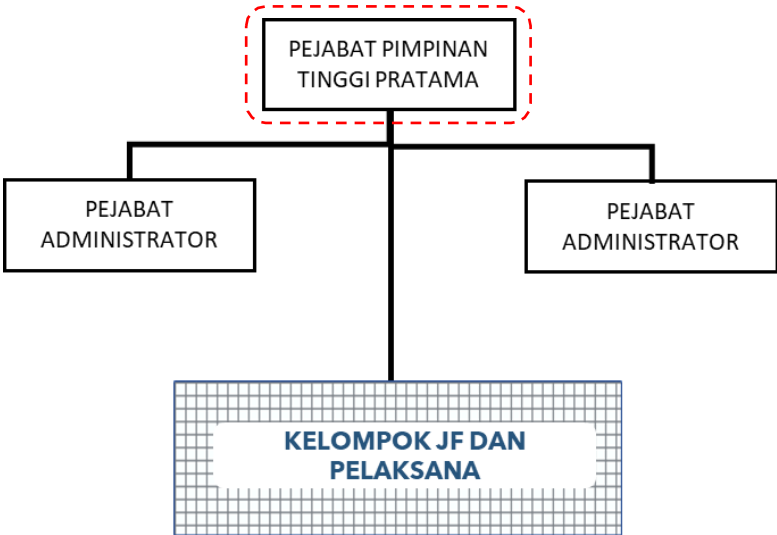 PEJABAT PIMPINAN
TINGGI PRATAMA
PEJABAT
ADMINISTRATOR
PEJABAT
ADMINISTRATOR
KELOMPOK JF DAN
PELAKSANA